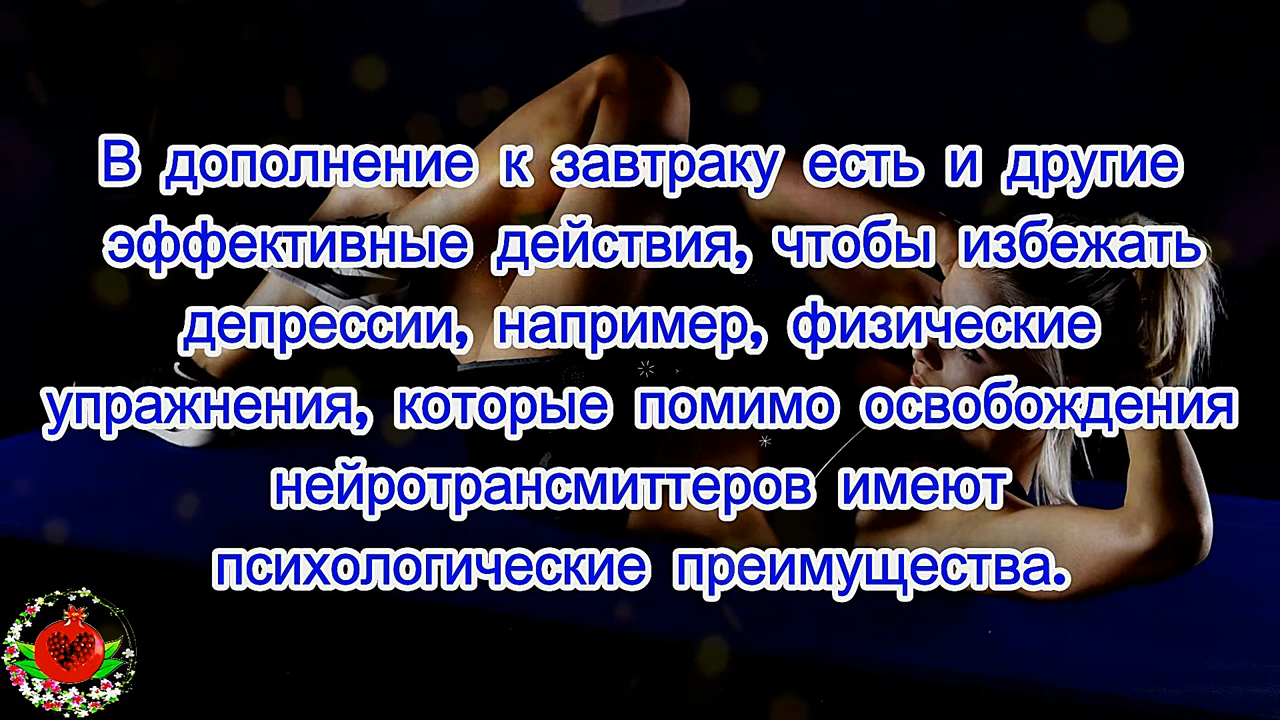 В дополнение к завтраку есть и другие
эффективные действия, чтобы избежать
депрессии, например, физические
упражнения, которые помимо освобождения
нейротрансмиттеров имеют
психологические преимущества.